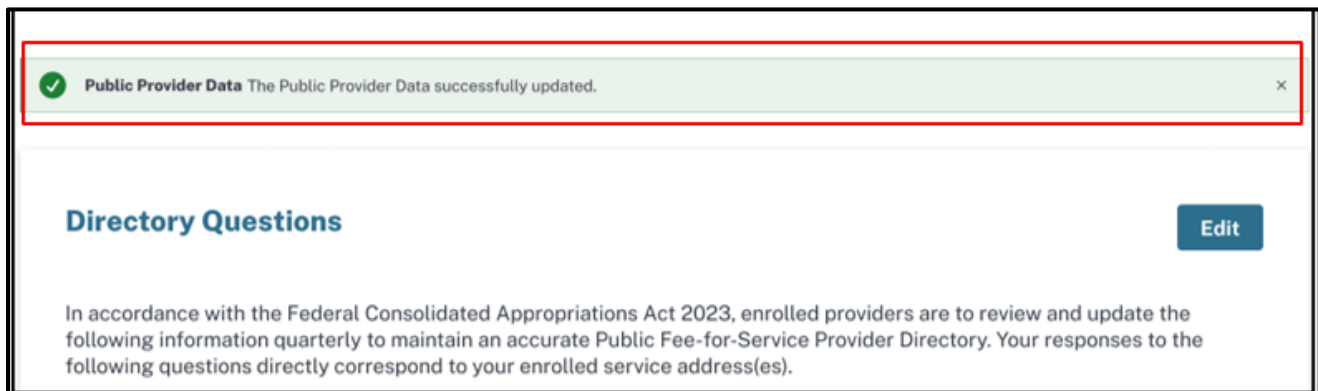 Public Provider Data The Public Provider Data successfully updated.
Directory Questions
Edit
In accordance with the Federal Consolidated Appropriations Act 2023, enrolled providers are to review and update the
following information quarterly to maintain an accurate Public Fee-for-Service Provider Directory. Your responses to the
following questions directly correspond to your enrolled service address(es).